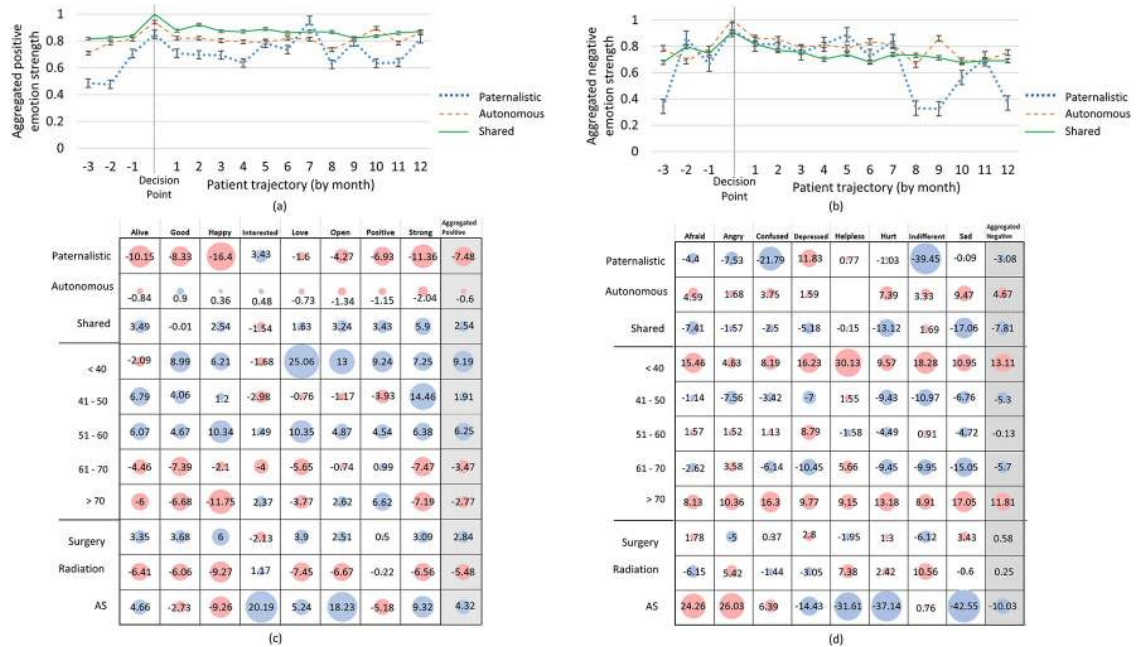 Aggregated positive
emotion strength
1
0.8
0.6
0.4
0.2
0
-3 -2 -1 1 2 3 4 5 6 7 8 9 10 11 12
Decision
Point
Patient trajectory (by month)
Paternalistic
Autonomous
Shared
(a)
Aggregated negative
emotion strength
1
0.8
0.6
0.4
0.2
0
-3 -2 -1 0 1 2 3 4 5 6 7 8 9 10 11 12
Decision
Point
Patient trajectory (by month)
Paternalistic
Autonomous
Shared
(b)
Alive Good Happy Interested Love Open Positive Strong Aggregated Positive
Paternalistic -10.15 -8.33 -16.4 3.43 -1.6 -4.27 -6.93 -11.36 -7.48
Autonomous -0.84 0.9 0.36 0.48 -0.73 -1.34 -1.15 -2.04 -0.6
Shared 3.49 -0.01 2.54 -1.54 1.63 3.24 3.43 5.9 2.54
< 40 -2.09 8.99 6.21 -1.68 25.06 13 9.24 7.25 9.19
41 - 50 6.79 4.06 1.2 -2.98 -0.76 -1.17 -3.93 14.46 1.91
51 - 60 6.07 4.67 10.34 1.49 10.35 4.87 4.54 6.38 6.25
61 - 70 -4.46 -7.39 -2.1 -4 -5.65 -0.74 0.99 -7.47 -3.47
> 70 -6 -6.68 -11.75 2.37 -3.77 2.62 6.62 -7.19 -2.77
Surgery 3.35 3.68 6 -2.13 3.9 2.51 0.5 3.09 2.84
Radiation -6.41 -6.06 -9.27 1.17 -7.45 -6.67 -0.22 -6.56 -5.48
AS 4.66 -2.73 -9.26 20.19 5.24 18.23 -5.18 9.32 4.32
(c)
Afraid Angry Confused Depressed Helpless Hurt Indifferent Sad Aggregated Negative
Paternalistic -4.4 -7.53 -21.79 11.83 0.77 -1.03 -39.45 -0.09 -3.08
Autonomous 4.59 1.68 3.75 1.59 7.39 3.33 9.47 4.67
Shared -7.41 -1.57 -2.5 -5.18 -0.15 -13.12 1.69 -17.06 -7.81
< 40 15.46 4.63 8.19 16.23 30.13 9.57 18.28 10.95 13.11
41 - 50 -1.14 -7.56 -3.42 -7 1.55 -9.43 -10.97 -6.76 -5.3
51 - 60 1.57 1.52 1.13 8.79 -1.58 -4.49 0.91 -4.72 -0.13
61 - 70 -2.62 3.58 -6.14 -10.45 5.66 -9.45 -9.95 -15.05 -5.7
> 70 8.13 10.36 16.3 9.77 9.15 13.18 8.91 17.05 11.81
Surgery 1.78 -5 0.37 2.8 -1.95 1.3 -6.12 3.43 0.58
Radiation -6.15 5.42 -1.44 -3.05 7.38 2.42 10.56 -0.6 0.25
AS 24.26 26.03 6.39 -14.43 -31.61 -37.14 0.76 -42.55 -10.03
(d)